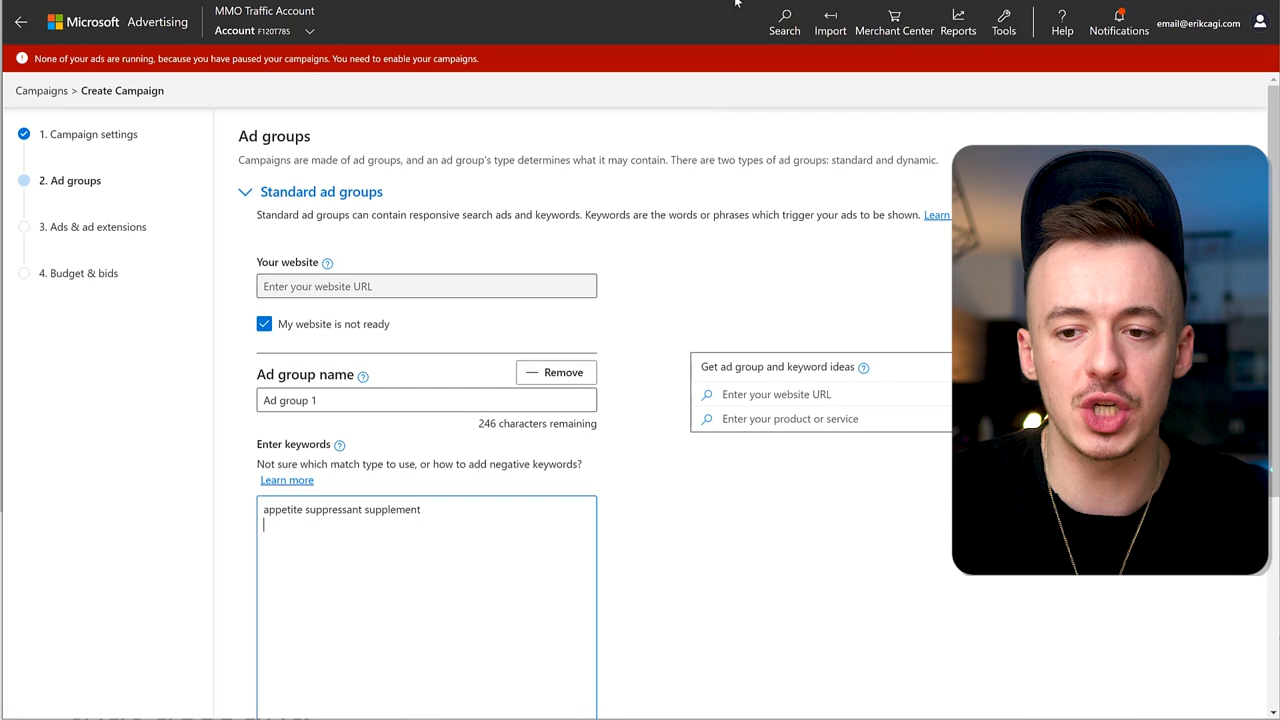 Microsoft Advertising
MMO Traffic Account
Account F120T785
Search
Import
Merchant Center
Reports
Tools
Help
Notifications
email@erikcagi.com
None of your ads are running, because you have paused your campaigns. You need to enable your campaigns.
Campaigns > Create Campaign
1. Campaign settings
2. Ad groups
3. Ads & ad extensions
4. Budget & bids
Ad groups
Campaigns are made of ad groups, and an ad group's type determines what it may contain. There are two types of ad groups: standard and dynamic.
Standard ad groups
Standard ad groups can contain responsive search ads and keywords. Keywords are the words or phrases which trigger your ads to be shown. Learn
Your website
Enter your website URL
My website is not ready
Ad group name
Remove
Ad group 1
246 characters remaining
Enter keywords
Not sure which match type to use, or how to add negative keywords?
Learn more
appetite suppressant supplement
Get ad group and keyword ideas
Enter your website URL
Enter your product or service